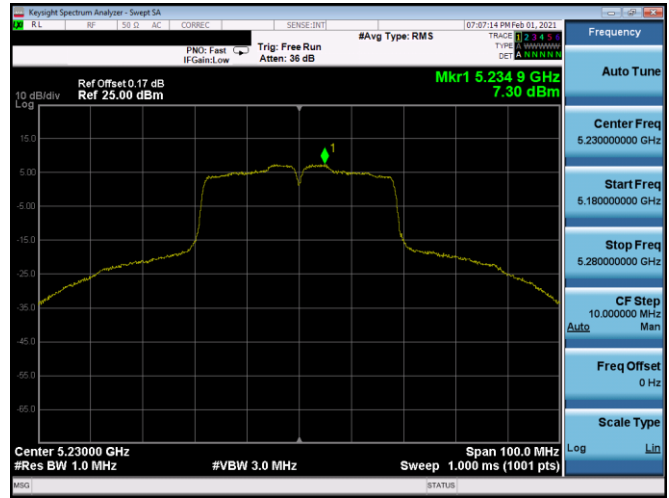 Keysight Spectrum Analyzer - Swept SA
RL RF 50 Ω AC CORREC SENSE:INT 07:07:14 PM Feb 01, 2021
#Avg Type: RMS
TRACE 1 2 3 4 5 6
TYPE A WWWWW
DET A N N N N N
PNO: Fast
IFGain:Low
Trig: Free Run
Atten: 36 dB
Mkr1 5.234 9 GHz
7.30 dBm
Ref Offset 0.17 dB
Ref 25.00 dBm
10 dB/div
Log
1
15.0
5.00
-5.00
-15.0
-25.0
-35.0
-45.0
-55.0
-65.0
Center 5.23000 GHz
Span 100.0 MHz
#Res BW 1.0 MHz
#VBW 3.0 MHz
Sweep 1.000 ms (1001 pts)
MSG
STATUS
Frequency
Auto Tune
Center Freq
5.230000000 GHz
Start Freq
5.180000000 GHz
Stop Freq
5.280000000 GHz
CF Step
10.000000 MHz
Auto Man
Freq Offset
0 Hz
Scale Type
Log Lin